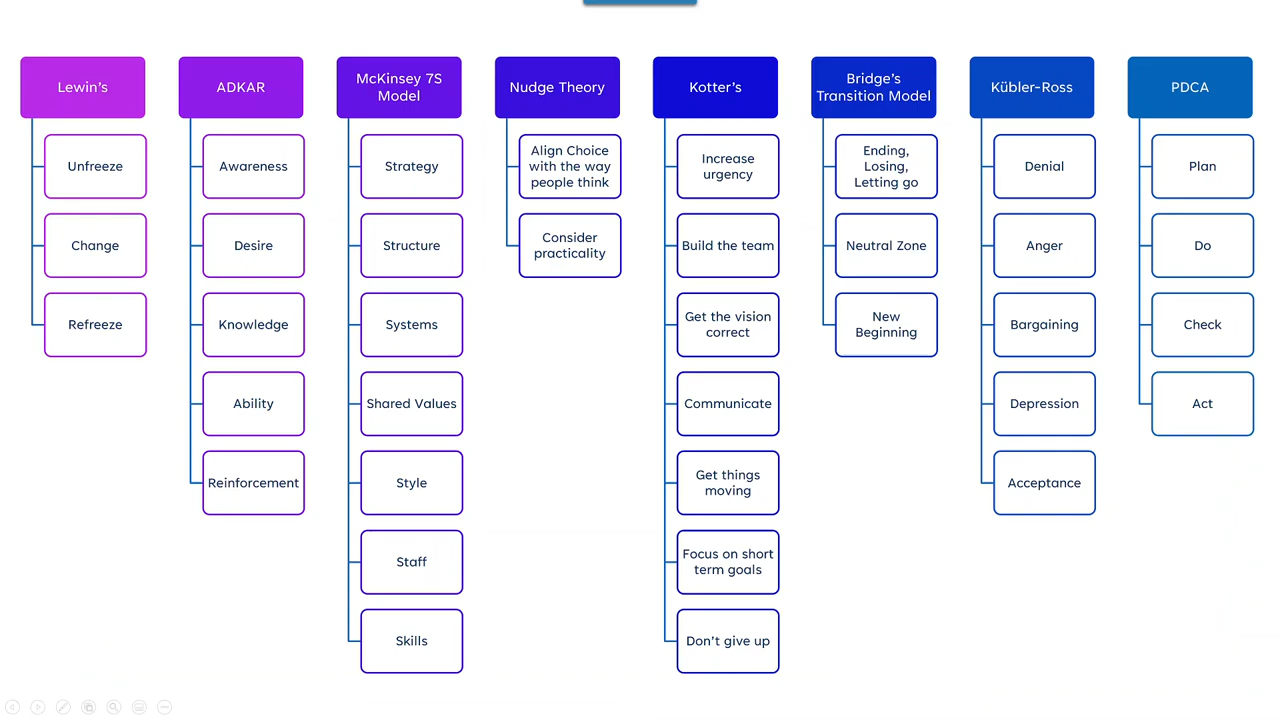 Lewin's
Unfreeze
Change
Refreeze
ADKAR
Awareness
Desire
Knowledge
Ability
Reinforcement
McKinsey 7S
Model
Strategy
Structure
Systems
Shared Values
Style
Staff
Skills
Nudge Theory
Align Choice
with the way
people think
Consider
practicality
Kotter's
Increase
urgency
Build the team
Get the vision
correct
Communicate
Get things
moving
Focus on short
term goals
Don't give up
Bridge's
Transition Model
Ending,
Losing,
Letting go
Neutral Zone
New
Beginning
Kübler-Ross
Denial
Anger
Bargaining
Depression
Acceptance
PDCA
Plan
Do
Check
Act